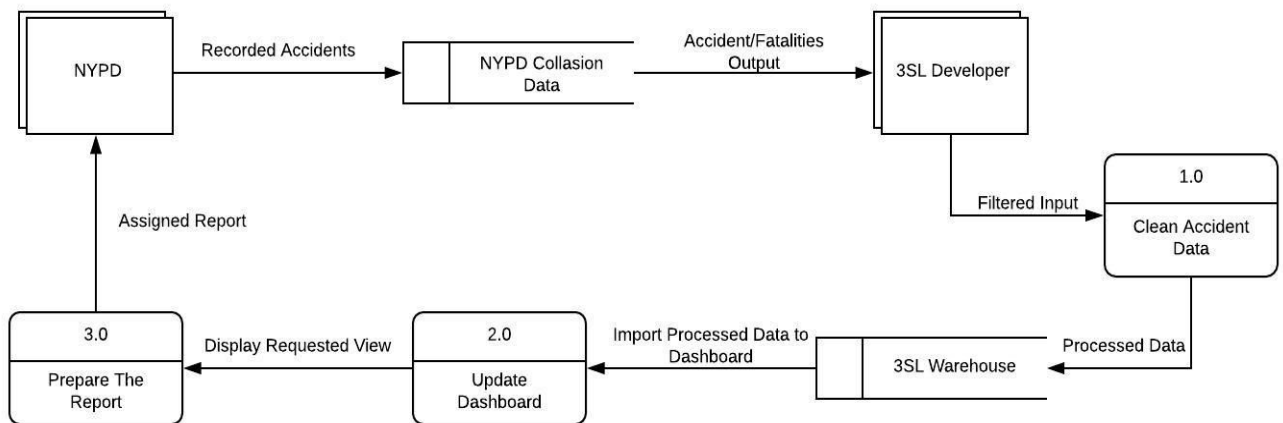 NYPD
Recorded Accidents
NYPD Collasion
Data
Accident/Fatalities
Output
3SL Developer
Filtered Input
1.0
Clean Accident
Data
Processed Data
3SL Warehouse
Import Processed Data to
Dashboard
2.0
Update
Dashboard
Display Requested View
3.0
Prepare The
Report
Assigned Report